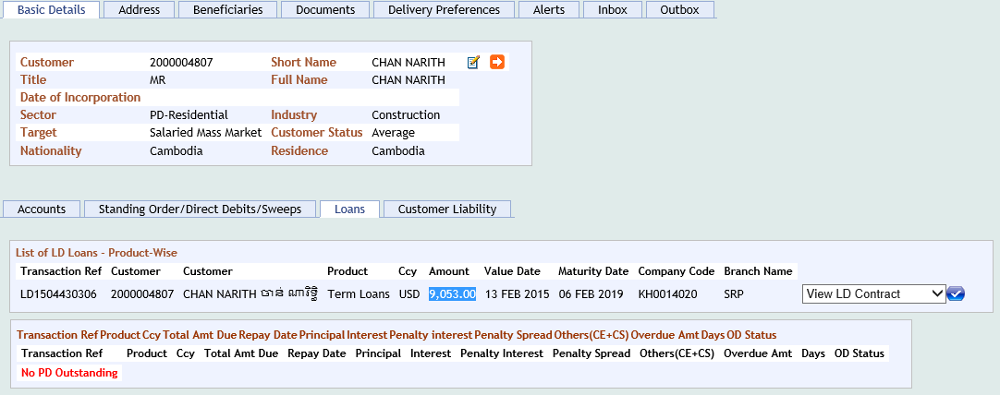 Basic Details Address Beneficiaries Documents Delivery Preferences Alerts Inbox Outbox
Customer 2000004807 Short Name CHAN NARITH
Title MR Full Name CHAN NARITH
Date of Incorporation
Sector PD-Residential Industry Construction
Target Salaried Mass Market Customer Status Average
Nationality Cambodia Residence Cambodia
Accounts Standing Order/Direct Debits/Sweeps Loans Customer Liability
List of LD Loans - Product-Wise
Transaction Ref Customer Customer Product Ccy Amount Value Date Maturity Date Company Code Branch Name
LD1504430306 2000004807 CHAN NARITH ចាន់ ណារិទ្ធិ Term Loans USD 9,053.00 13 FEB 2015 06 FEB 2019 KH0014020 SRP View LD Contract
Transaction Ref Product Ccy Total Amt Due Repay Date Principal Interest Penalty interest Penalty Spread Others(CE+CS) Overdue Amt Days OD Status
Transaction Ref Product Ccy Total Amt Due Repay Date Principal Interest Penalty Interest Penalty Spread Others(CE+CS) Overdue Amt Days OD Status
No PD Outstanding